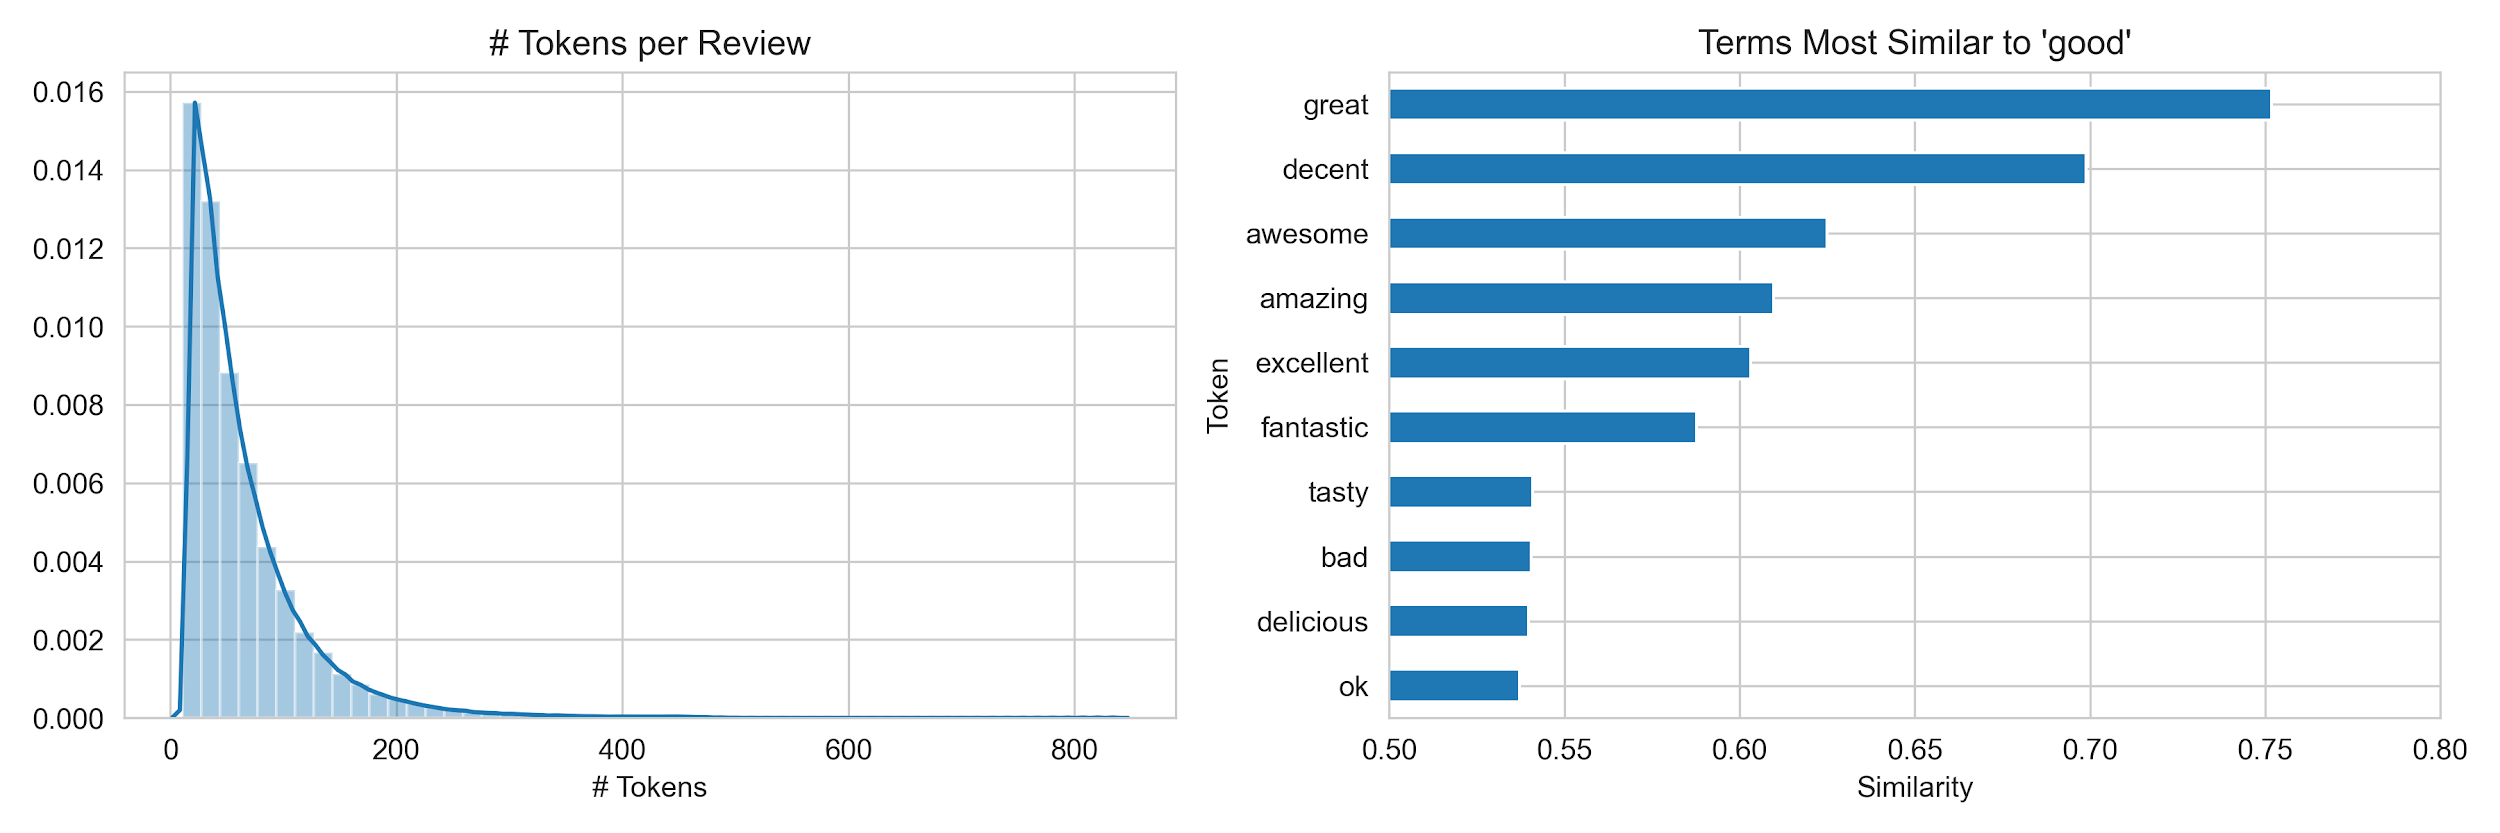 # Tokens per Review
0.016
0.014
0.012
0.010
0.008
0.006
0.004
0.002
0.000
0 200 400 600 800
# Tokens
Terms Most Similar to 'good'
Token
great
decent
awesome
amazing
excellent
fantastic
tasty
bad
delicious
ok
0.50 0.55 0.60 0.65 0.70 0.75 0.80
Similarity